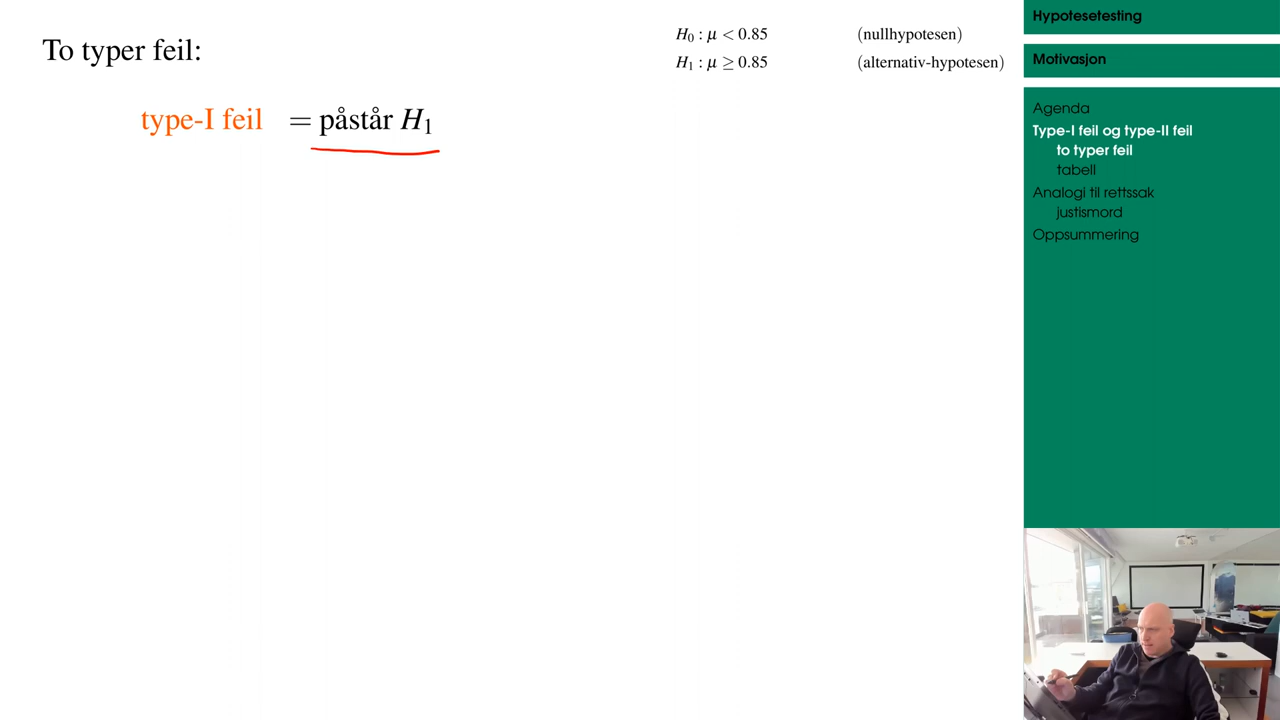 To typer feil:
H₀ : μ < 0.85 (nullhypotesen)
H₁ : μ ≥ 0.85 (alternativ-hypotesen)
type-I feil = påstår H₁
Hypotesetesting
Motivasjon
Agenda
Type-I feil og type-II feil
to typer feil
tabell
Analogi til rettssak
justismord
Oppsummering